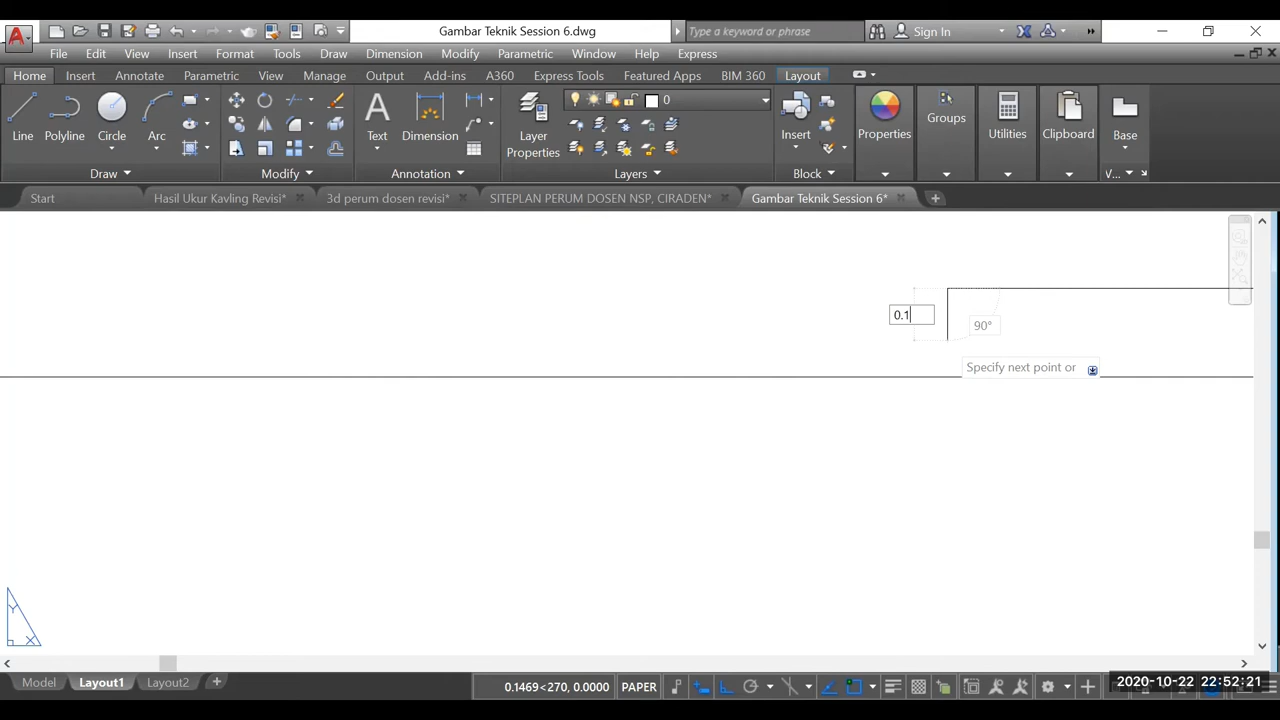 Gambar Teknik Session 6.dwg
Type a keyword or phrase
Sign In
File Edit View Insert Format Tools Draw Dimension Modify Parametric Window Help Express
Home Insert Annotate Parametric View Manage Output Add-ins A360 Express Tools Featured Apps BIM 360 Layout
0
Line Polyline Circle Arc Text Dimension Layer Properties Insert Properties Groups Utilities Clipboard Base
Draw Modify Annotation Layers Block V...
Start Hasil Ukur Kavling Revisi* 3d perum dosen revisi* SITEPLAN PERUM DOSEN NSP, CIRADEN* Gambar Teknik Session 6*
0.1
90°
Specify next point or
Y
X
Model Layout1 Layout2
0.1469<270, 0.0000 PAPER
2020-10-22 22:52:21